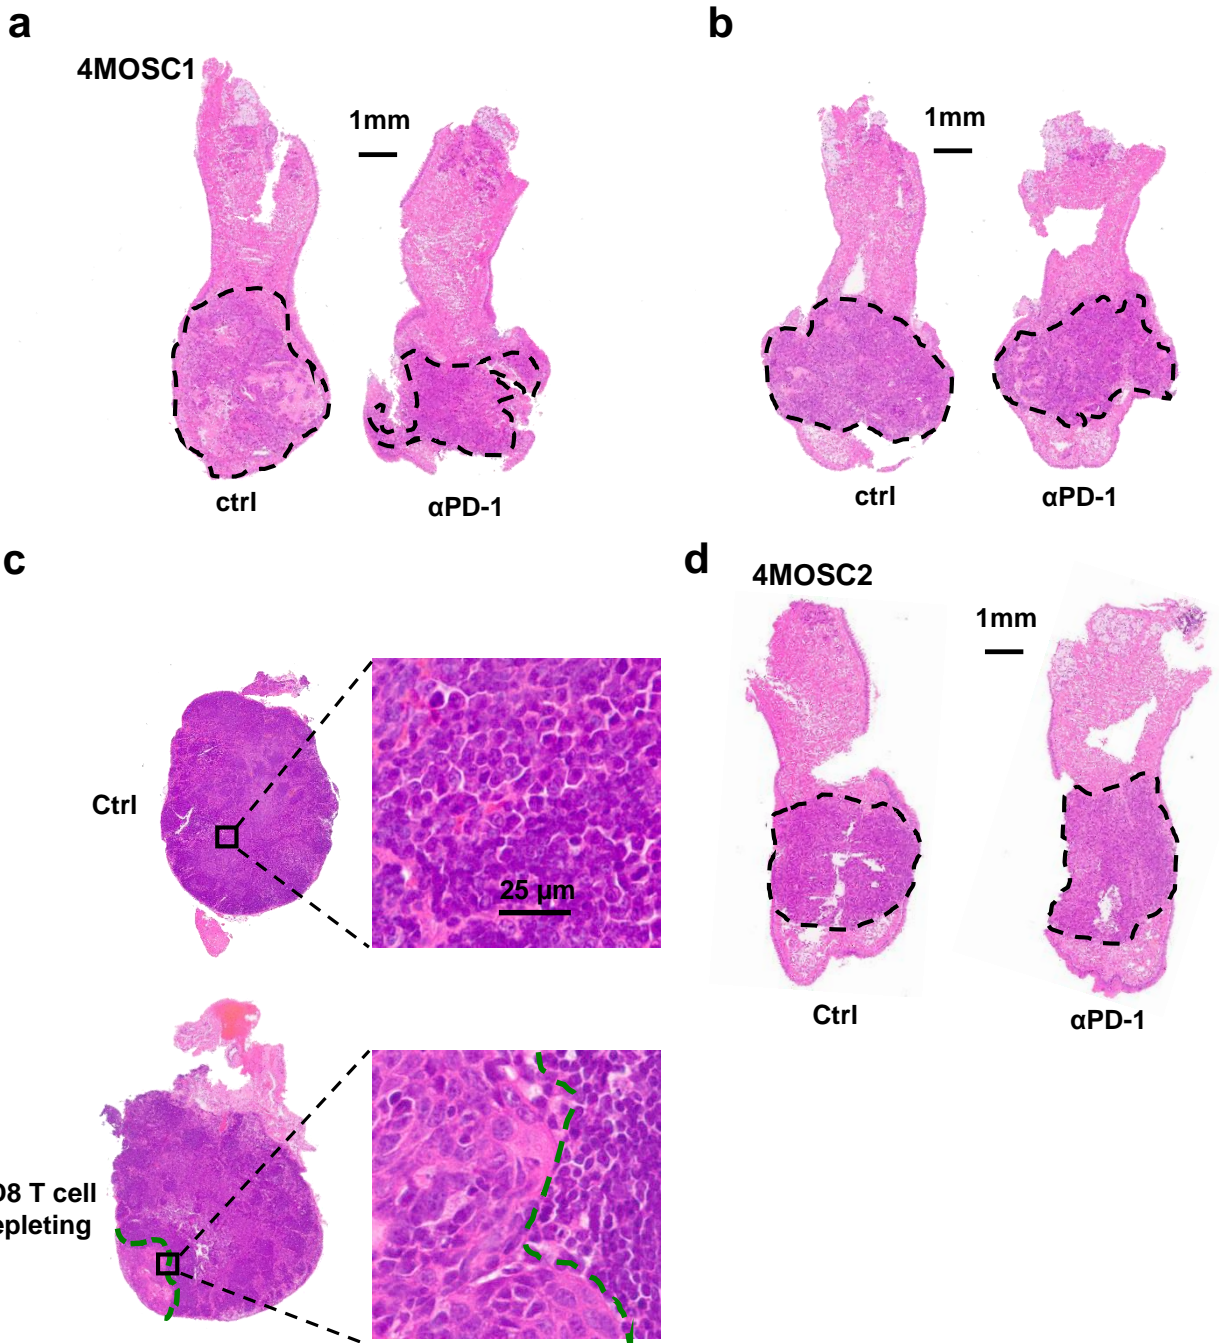 a
4MOSC1
1mm
ctrl
αPD-1
b
1mm
ctrl
αPD-1
c
Ctrl
25 μm
D8 T cell
epleting
d
4MOSC2
1mm
Ctrl
αPD-1